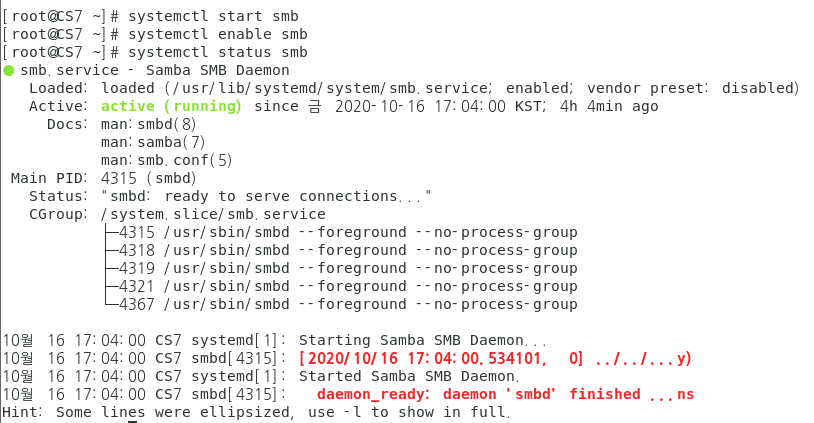 [root@CS7 ~]# systemctl start smb
[root@CS7 ~]# systemctl enable smb
[root@CS7 ~]# systemctl status smb
● smb.service - Samba SMB Daemon
   Loaded: loaded (/usr/lib/systemd/system/smb.service; enabled; vendor preset: disabled)
   Active: active (running) since 금 2020-10-16 17:04:00 KST; 4h 4min ago
     Docs: man:smbd(8)
           man:samba(7)
           man:smb.conf(5)
 Main PID: 4315 (smbd)
   Status: "smbd: ready to serve connections..."
   CGroup: /system.slice/smb.service
           ├─4315 /usr/sbin/smbd --foreground --no-process-group
           ├─4318 /usr/sbin/smbd --foreground --no-process-group
           ├─4319 /usr/sbin/smbd --foreground --no-process-group
           ├─4321 /usr/sbin/smbd --foreground --no-process-group
           └─4367 /usr/sbin/smbd --foreground --no-process-group

10월  16 17:04:00 CS7 systemd[1]: Starting Samba SMB Daemon...
10월  16 17:04:00 CS7 smbd[4315]: [2020/10/16 17:04:00.534101,  0] ../../...y)
10월  16 17:04:00 CS7 systemd[1]: Started Samba SMB Daemon.
10월  16 17:04:00 CS7 smbd[4315]:   daemon_ready: daemon 'smbd' finished ...ns
Hint: Some lines were ellipsized, use -l to show in full.